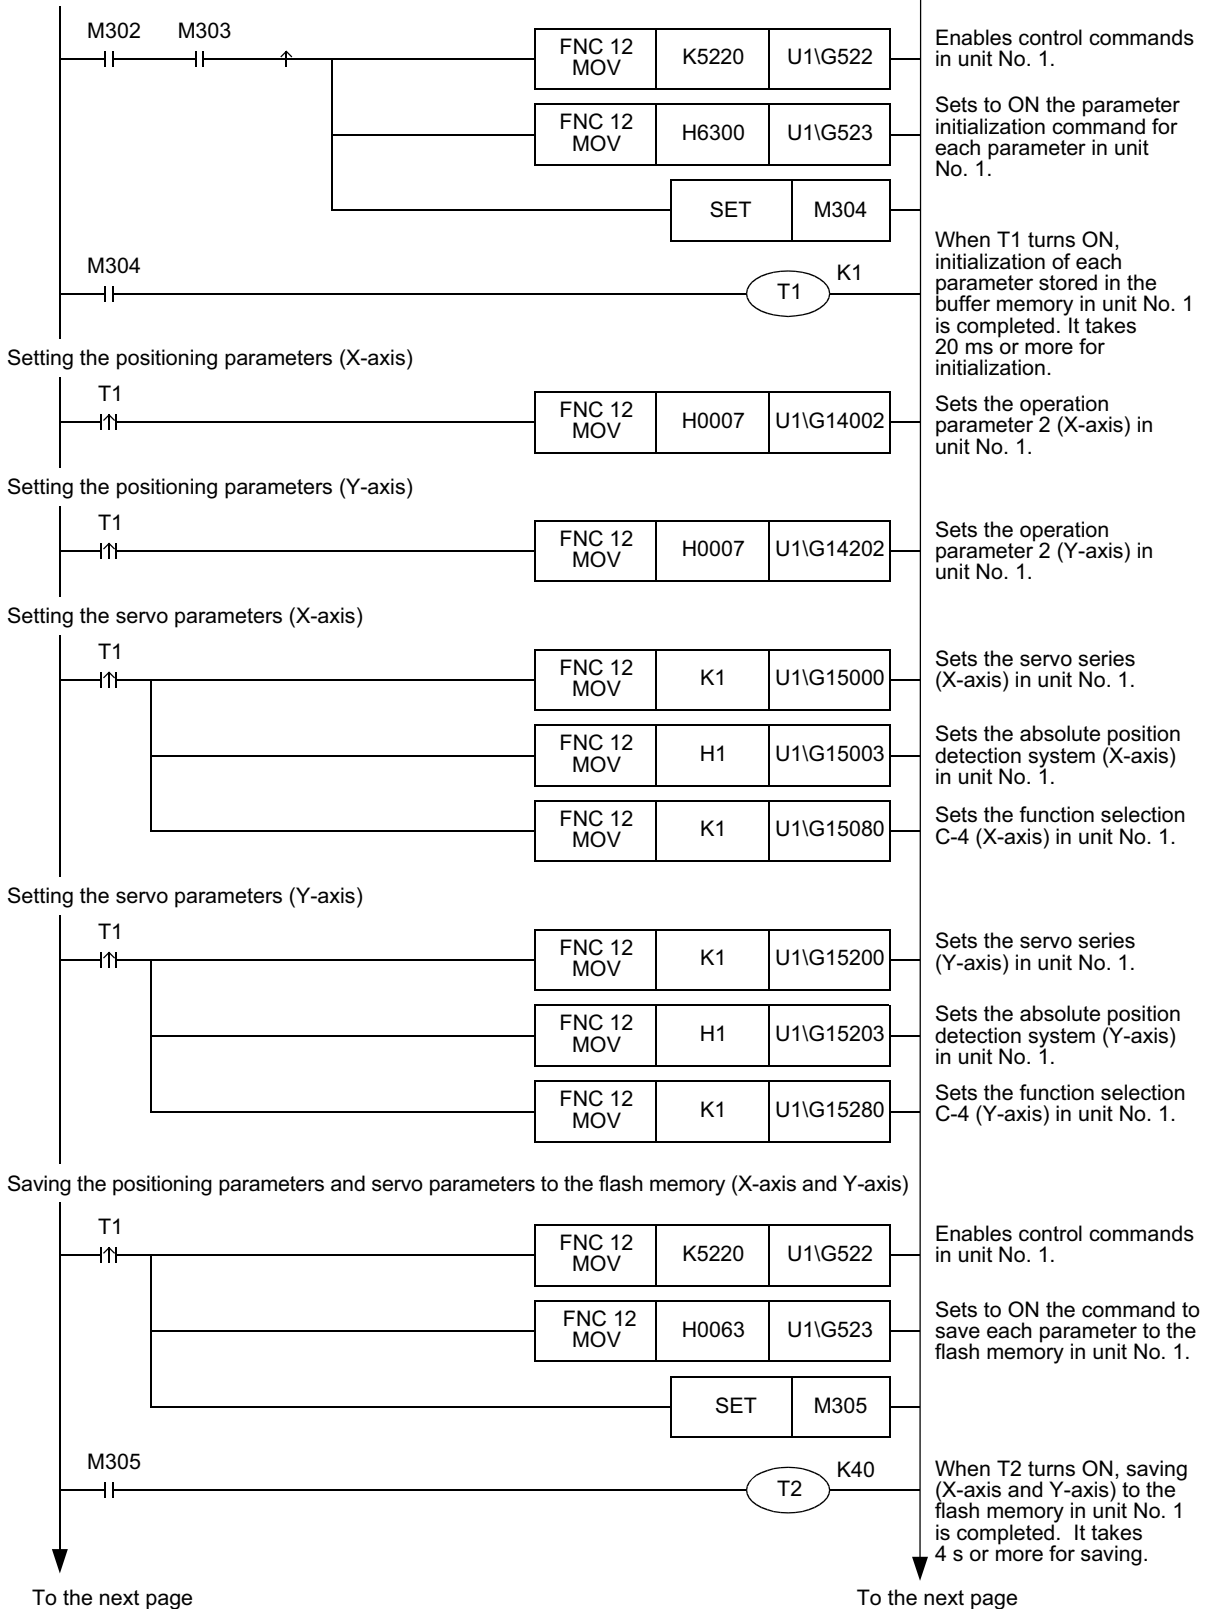 M302 M303
FNC 12
MOV
K5220
U1\G522
Enables control commands
in unit No. 1.
FNC 12
MOV
H6300
U1\G523
Sets to ON the parameter
initialization command for
each parameter in unit
No. 1.
SET
M304
M304
T1
K1
When T1 turns ON,
initialization of each
parameter stored in the
buffer memory in unit No. 1
is completed. It takes
20 ms or more for
initialization.
Setting the positioning parameters (X-axis)
T1
FNC 12
MOV
H0007
U1\G14002
Sets the operation
parameter 2 (X-axis) in
unit No. 1.
Setting the positioning parameters (Y-axis)
T1
FNC 12
MOV
H0007
U1\G14202
Sets the operation
parameter 2 (Y-axis) in
unit No. 1.
Setting the servo parameters (X-axis)
T1
FNC 12
MOV
K1
U1\G15000
Sets the servo series
(X-axis) in unit No. 1.
FNC 12
MOV
H1
U1\G15003
Sets the absolute position
detection system (X-axis)
in unit No. 1.
FNC 12
MOV
K1
U1\G15080
Sets the function selection
C-4 (X-axis) in unit No. 1.
Setting the servo parameters (Y-axis)
T1
FNC 12
MOV
K1
U1\G15200
Sets the servo series
(Y-axis) in unit No. 1.
FNC 12
MOV
H1
U1\G15203
Sets the absolute position
detection system (Y-axis)
in unit No. 1.
FNC 12
MOV
K1
U1\G15280
Sets the function selection
C-4 (Y-axis) in unit No. 1.
Saving the positioning parameters and servo parameters to the flash memory (X-axis and Y-axis)
T1
FNC 12
MOV
K5220
U1\G522
Enables control commands
in unit No. 1.
FNC 12
MOV
H0063
U1\G523
Sets to ON the command to
save each parameter to the
flash memory in unit No. 1.
SET
M305
M305
T2
K40
When T2 turns ON, saving
(X-axis and Y-axis) to the
flash memory in unit No. 1
is completed. It takes
4 s or more for saving.
To the next page
To the next page